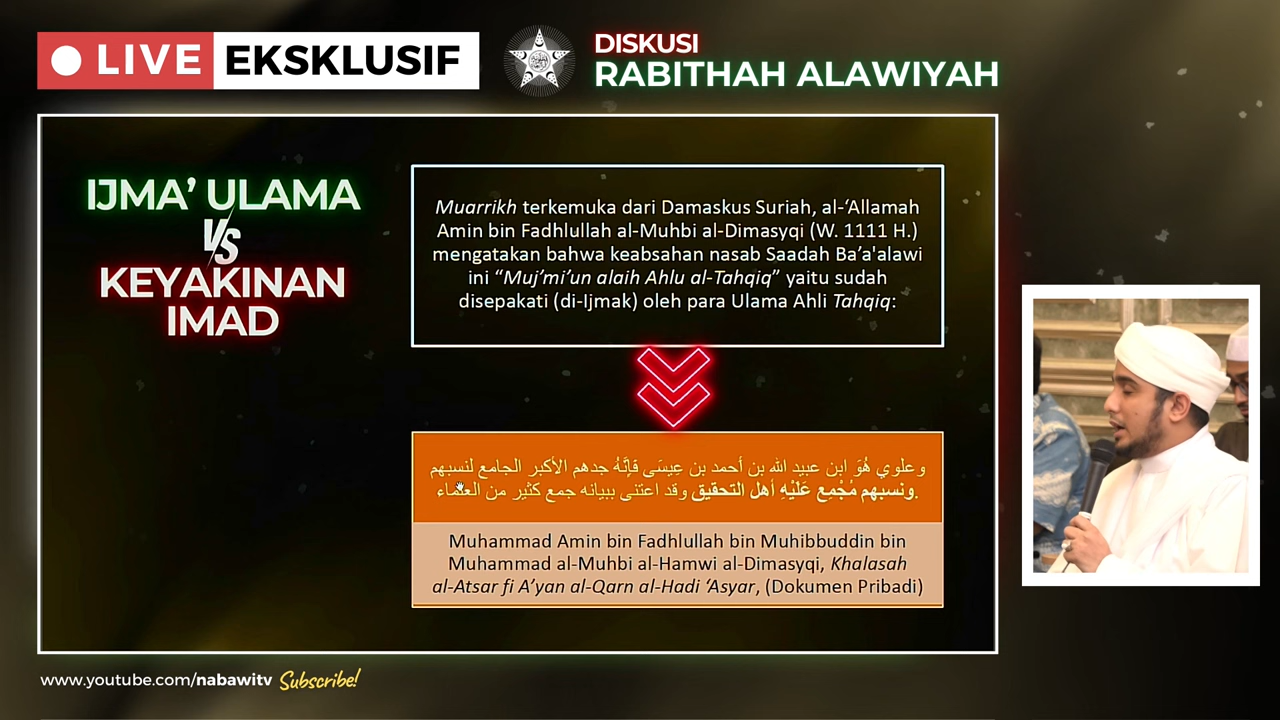 LIVE EKSKLUSIF
DISKUSI
RABITHAH ALAWIYAH
IJMA’ ULAMA
VS
KEYAKINAN
IMAD
Muarrikh terkemuka dari Damaskus Suriah, al-‘Allamah
Amin bin Fadhlullah al-Muhbi al-Dimasyqi (W. 1111 H.)
mengatakan bahwa keabsahan nasab Saadah Ba’a'alawi
ini “Muj’mi’un alaih Ahlu al-Tahqiq” yaitu sudah
disepakati (di-Ijmak) oleh para Ulama Ahli Tahqiq:
وعلوي هُوَ ابن عبيد الله بن أحمد بن عِيسَى فَإِنَّهُ جدهم الأكبر الجامع لنسبهم
ونسبهم مُجْمِع عَلَيْهِ أهل التحقيق وقد اعتنى ببيانه جمع كثير من العلماء.
Muhammad Amin bin Fadhlullah bin Muhibbuddin bin
Muhammad al-Muhbi al-Hamwi al-Dimasyqi, Khalasah
al-Atsar fi A’yan al-Qarn al-Hadi ‘Asyar, (Dokumen Pribadi)
www.youtube.com/nabawitv Subscribe!